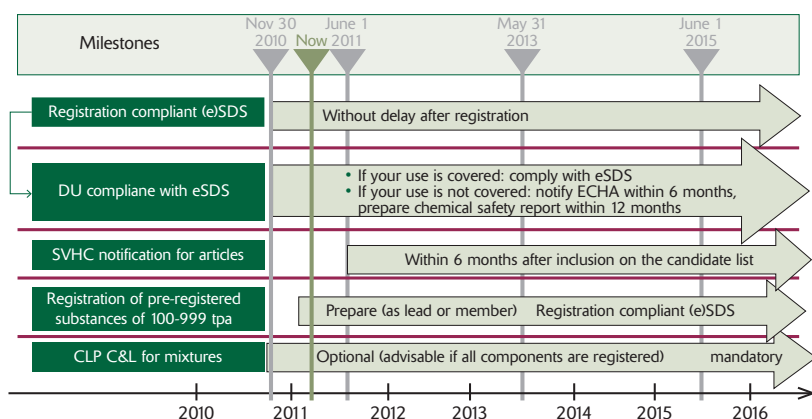 Milestones
Nov 30
2010
Now
June 1
2011
May 31
2013
June 1
2015
Registration compliant (e)SDS
Without delay after registration
DU compliane with eSDS
• If your use is covered: comply with eSDS
• If your use is not covered: notify ECHA within 6 months,
prepare chemical safety report within 12 months
SVHC notification for articles
Within 6 months after inclusion on the candidate list
Registration of pre-registered
substances of 100-999 tpa
Prepare (as lead or member) Registration compliant (e)SDS
CLP C&L for mixtures
Optional (advisable if all components are registered) mandatory
2010 2011 2012 2013 2014 2015 2016